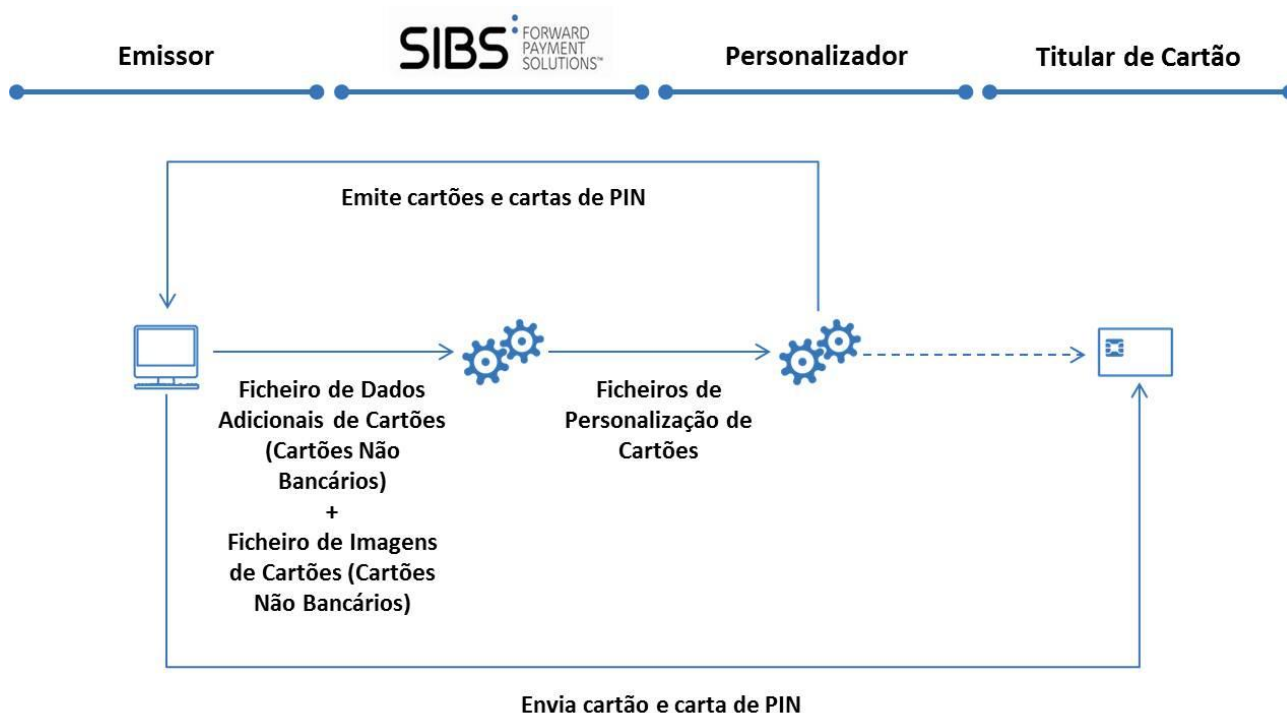 Emissor
SIBS
FORWARD
PAYMENT
SOLUTIONS™
Personalizador
Titular de Cartão
Emite cartões e cartas de PIN
Ficheiro de Dados
Adicionais de Cartões
(Cartões Não
Bancários)
+
Ficheiro de Imagens
de Cartões (Cartões
Não Bancários)
Ficheiros de
Personalização de
Cartões
Envia cartão e carta de PIN